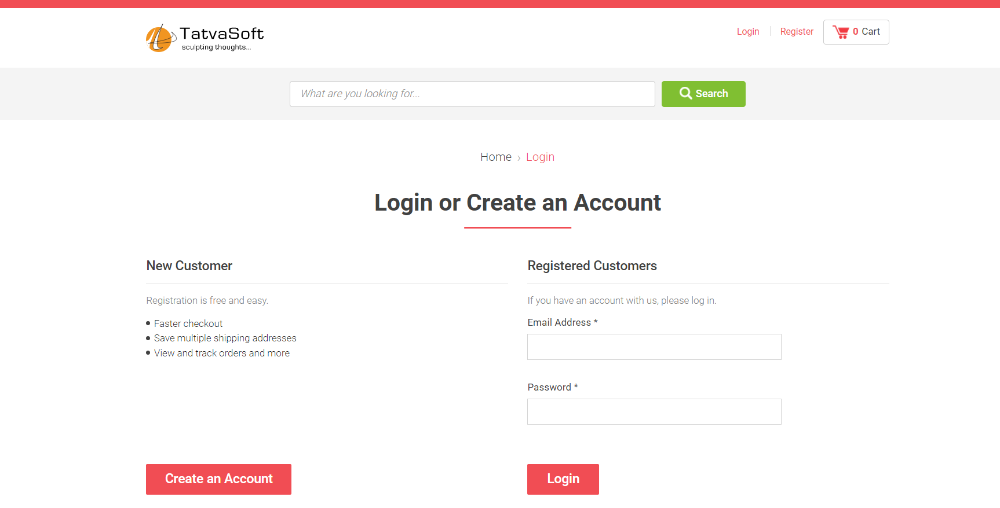 TatvaSoft
sculpting thoughts...
Login
Register
0 Cart
What are you looking for...
Search
Home › Login
Login or Create an Account
New Customer
Registration is free and easy.
Faster checkout
Save multiple shipping addresses
View and track orders and more
Create an Account
Registered Customers
If you have an account with us, please log in.
Email Address *
Password *
Login